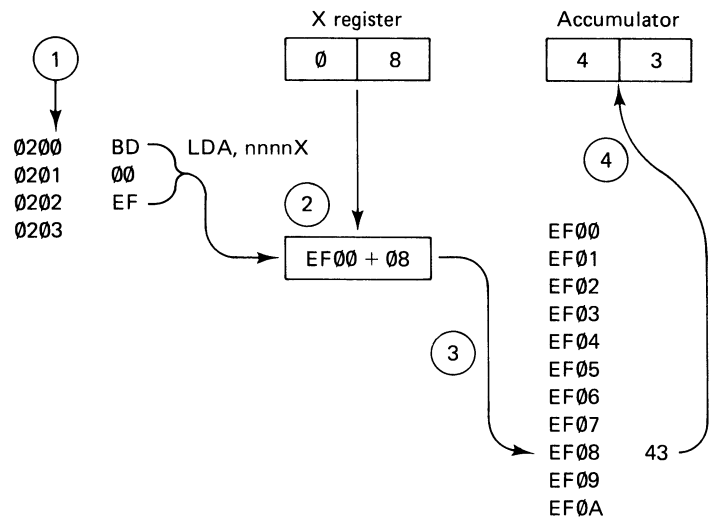 X register
Accumulator
1
Ø 8
4 3
Ø2ØØ BD LDA, nnnnX
Ø2Ø1 ØØ
Ø2Ø2 EF
Ø2Ø3
2
4
EFØØ + Ø8
3
EFØØ
EFØ1
EFØ2
EFØ3
EFØ4
EFØ5
EFØ6
EFØ7
EFØ8 43
EFØ9
EFØA